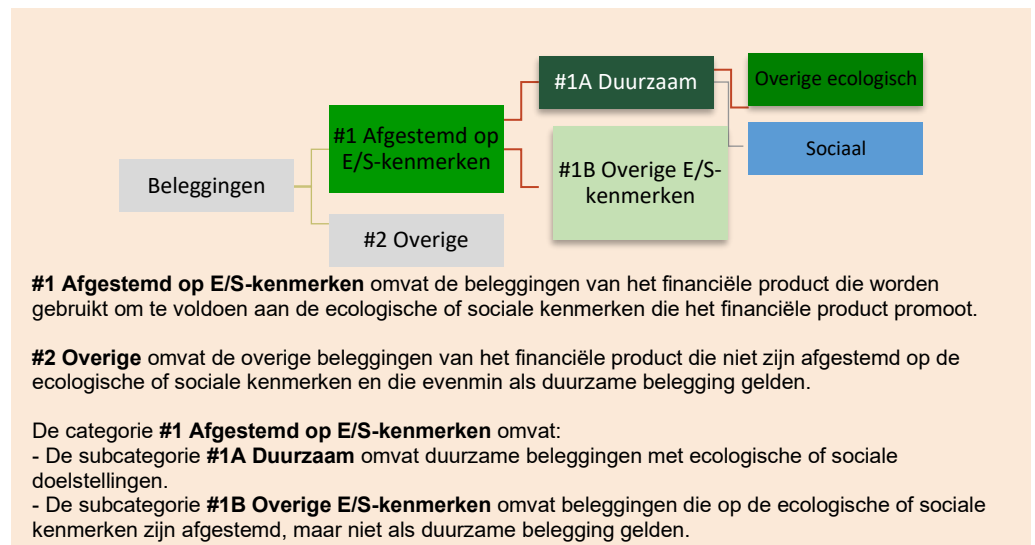 #1A Duurzaam
Overige ecologisch
#1 Afgestemd op
E/S-kenmerken
Sociaal
#1B Overige E/S-
kenmerken
Beleggingen
#2 Overige
#1 Afgestemd op E/S-kenmerken omvat de beleggingen van het financiële product die worden
gebruikt om te voldoen aan de ecologische of sociale kenmerken die het financiële product promoot.
#2 Overige omvat de overige beleggingen van het financiële product die niet zijn afgestemd op de
ecologische of sociale kenmerken en die evenmin als duurzame belegging gelden.
De categorie #1 Afgestemd op E/S-kenmerken omvat:
- De subcategorie #1A Duurzaam omvat duurzame beleggingen met ecologische of sociale
doelstellingen.
- De subcategorie #1B Overige E/S-kenmerken omvat beleggingen die op de ecologische of sociale
kenmerken zijn afgestemd, maar niet als duurzame belegging gelden.